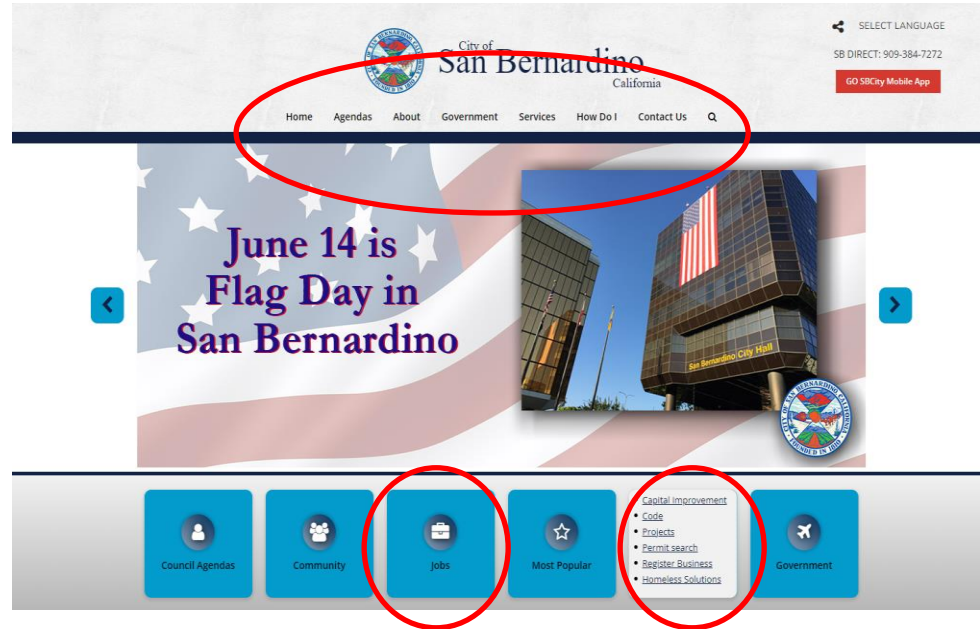 SELECT LANGUAGE
City of
San Bernardino
California
SB DIRECT: 909-384-7272
GO SBCity Mobile App
Home Agendas About Government Services How Do I Contact Us
June 14 is
Flag Day in
San Bernardino
San Bernardino City Hall
Council Agendas
Community
Jobs
Most Popular
Capital Improvement
Code
Projects
Permit search
Register Business
Homeless Solutions
Government